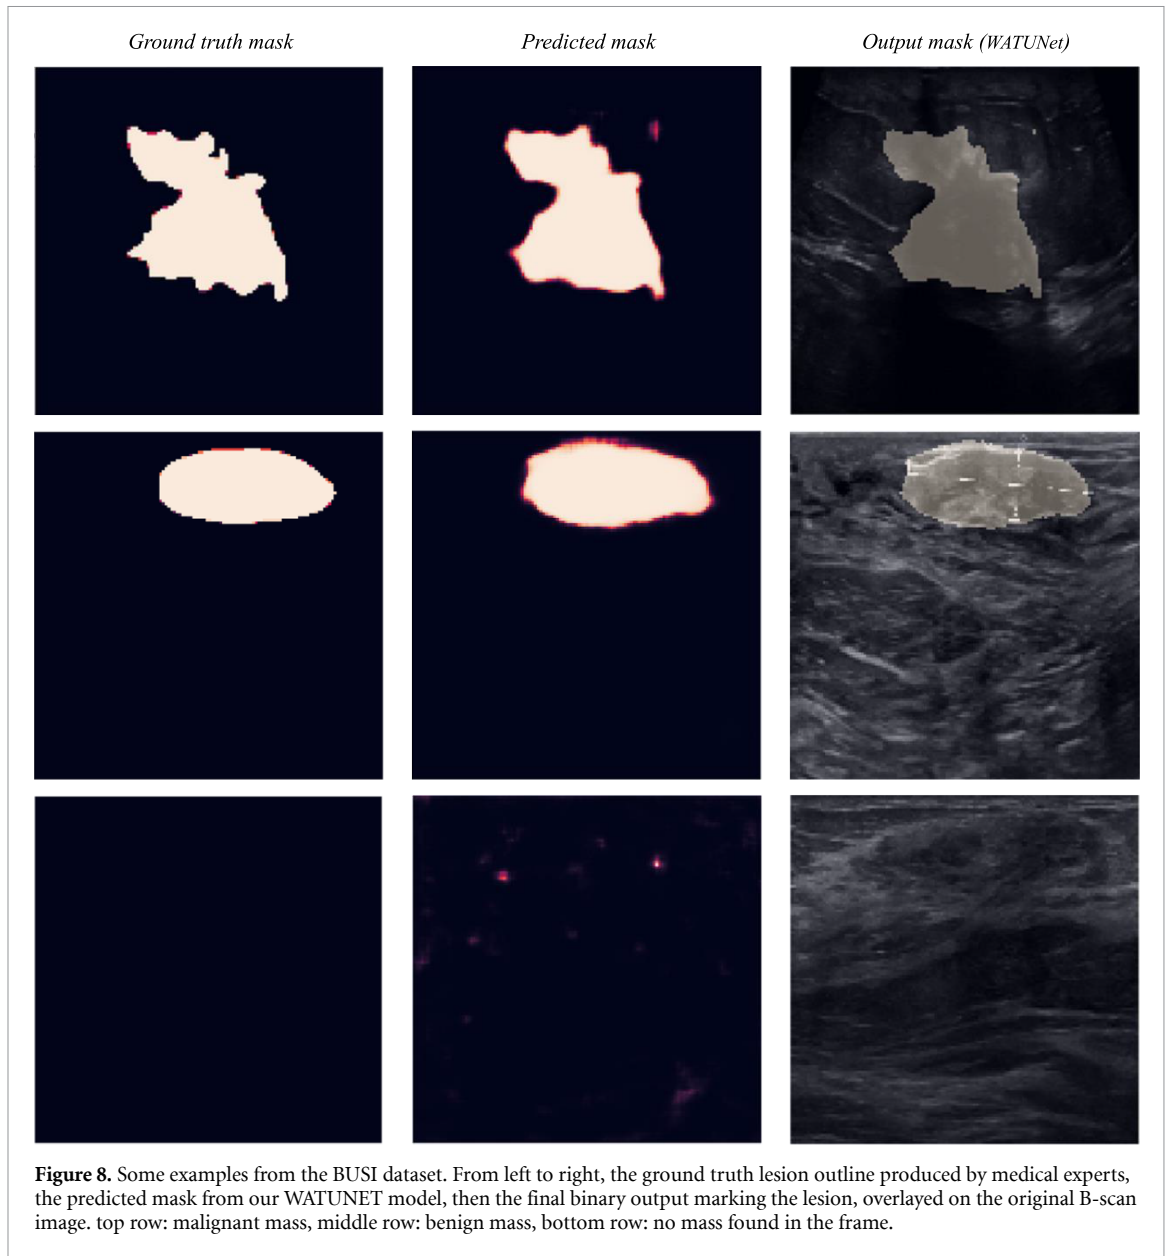 Ground truth mask
Predicted mask
Output mask (WATUNet)
Figure 8. Some examples from the BUSI dataset. From left to right, the ground truth lesion outline produced by medical experts,
the predicted mask from our WATUNET model, then the final binary output marking the lesion, overlayed on the original B-scan
image. top row: malignant mass, middle row: benign mass, bottom row: no mass found in the frame.